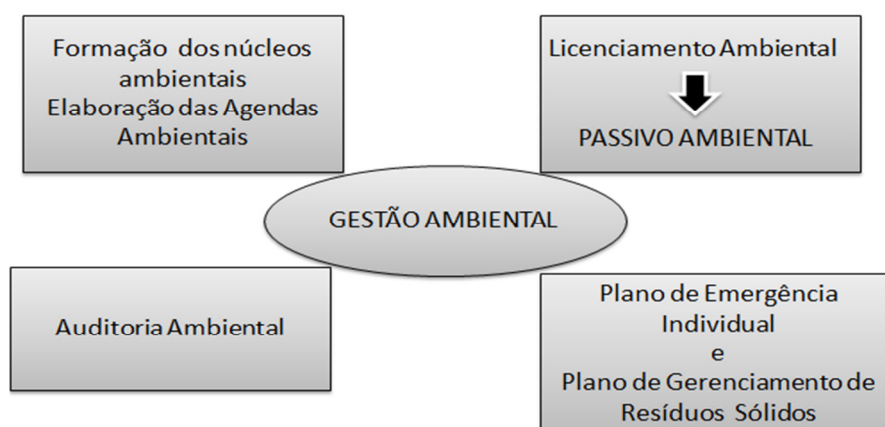 Formação dos núcleos
ambientais
Elaboração das Agendas
Ambientais
Licenciamento Ambiental
PASSIVO AMBIENTAL
GESTÃO AMBIENTAL
Auditoria Ambiental
Plano de Emergência
Individual
e
Plano de Gerenciamento de
Resíduos Sólidos